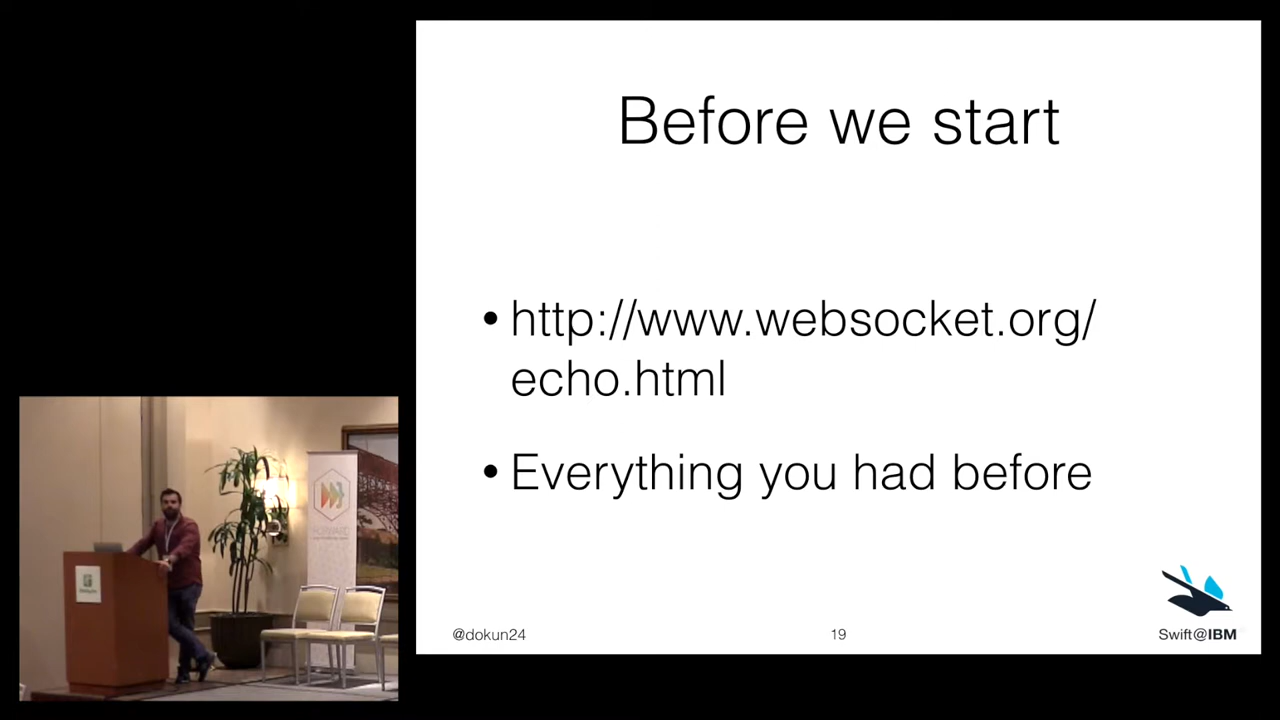 Before we start
• http://www.websocket.org/
echo.html
• Everything you had before
@dokun24
19
Swift@IBM